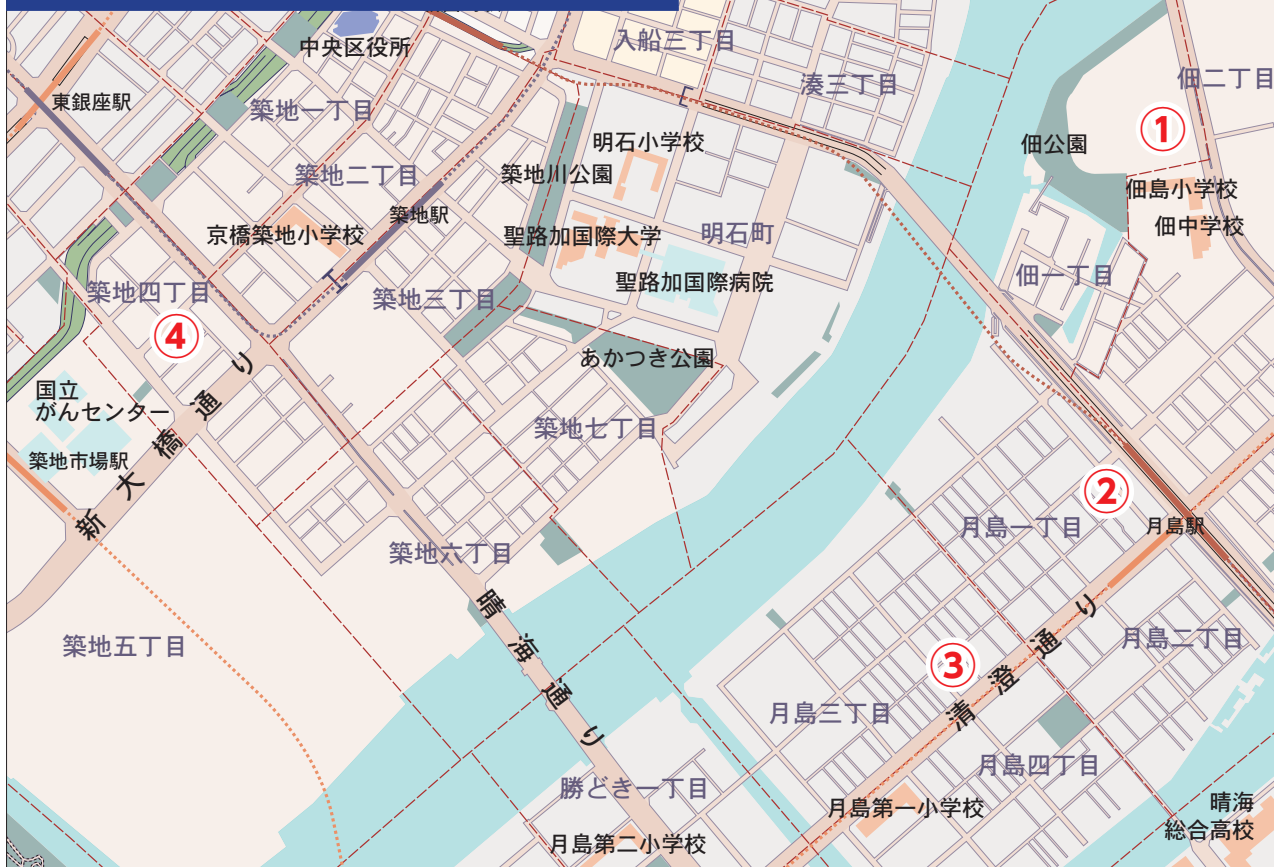 入船三丁目
中央区役所
湊三丁目
佃二丁目
東銀座駅
築地一丁目
①
明石小学校
佃公園
築地二丁目
築地川公園
佃島小学校
築地駅
京橋築地小学校
聖路加国際大学
明石町
佃中学校
聖路加国際病院
佃一丁目
築地四丁目
築地三丁目
④
あかつき公園
国立
がんセンター
新大橋通り
築地七丁目
築地市場駅
②
月島一丁目
月島駅
築地六丁目
晴海通り
築地五丁目
月島二丁目
③
清澄通り
月島三丁目
月島四丁目
勝どき一丁目
月島第一小学校
晴海
総合高校
月島第二小学校